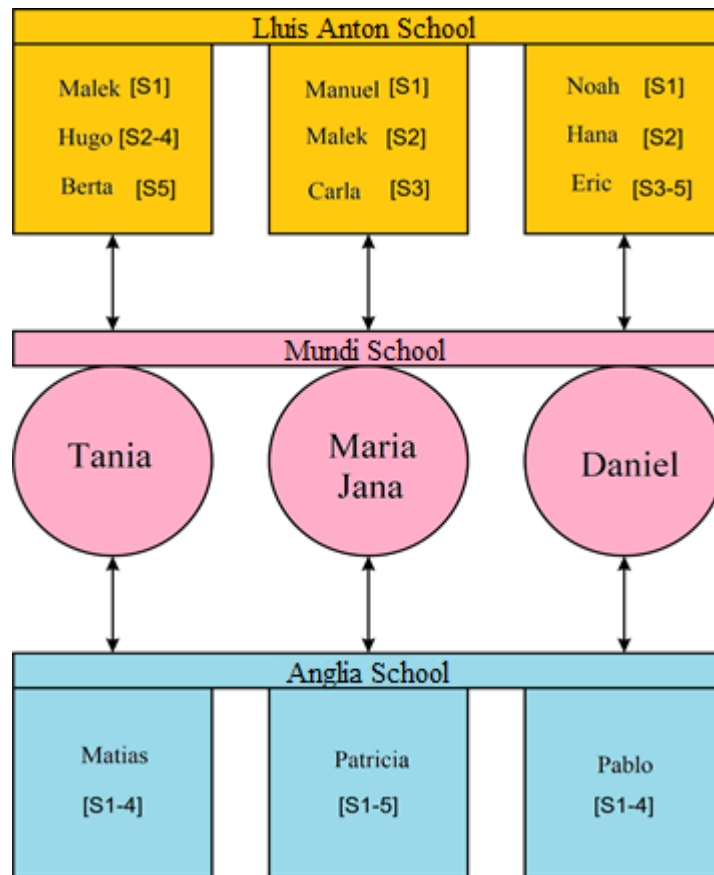 Lluis Anton School
Malek [S1]
Hugo [S2-4]
Berta [S5]
Manuel [S1]
Malek [S2]
Carla [S3]
Noah [S1]
Hana [S2]
Eric [S3-5]
Mundi School
Tania
Maria
Jana
Daniel
Anglia School
Matias
[S1-4]
Patricia
[S1-5]
Pablo
[S1-4]